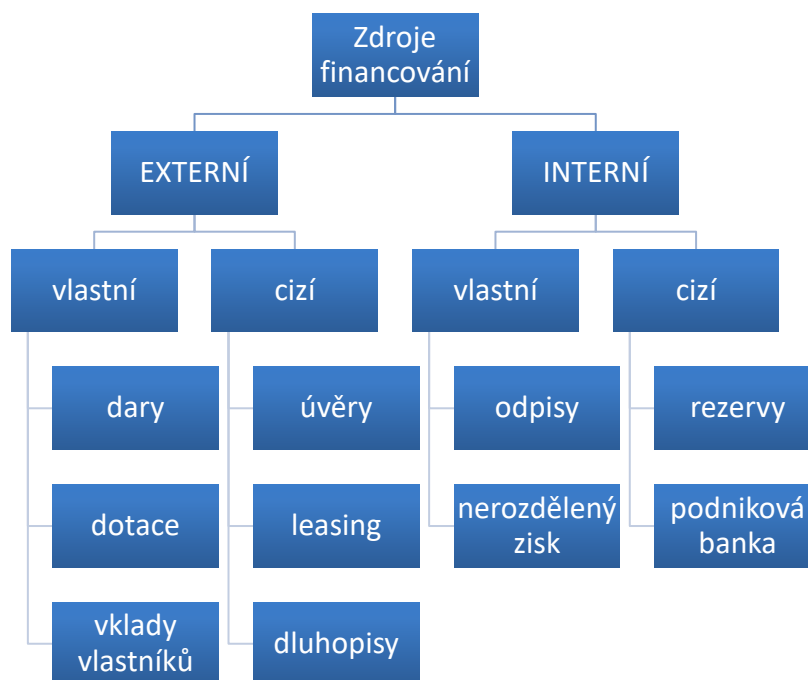 Zdroje
financování
EXTERNÍ
INTERNÍ
vlastní
cizí
vlastní
cizí
dary
úvěry
odpisy
rezervy
dotace
leasing
nerozdělený
zisk
podniková
banka
vklady
vlastníků
dluhopisy